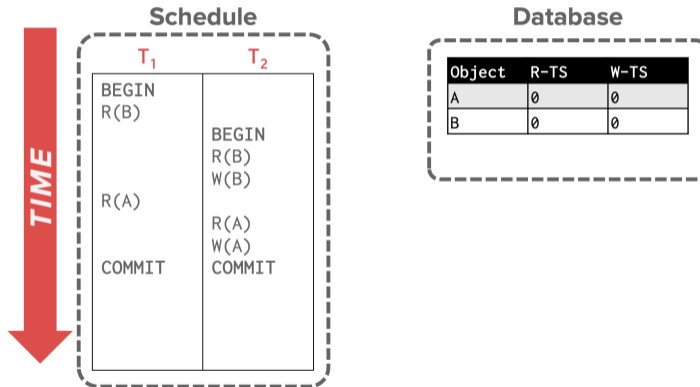 Schedule
Database
TIME
T1 T2
BEGIN
R(B)
BEGIN
R(B)
W(B)
R(A)
R(A)
W(A)
COMMIT COMMIT
Object R-TS W-TS
A 0 0
B 0 0